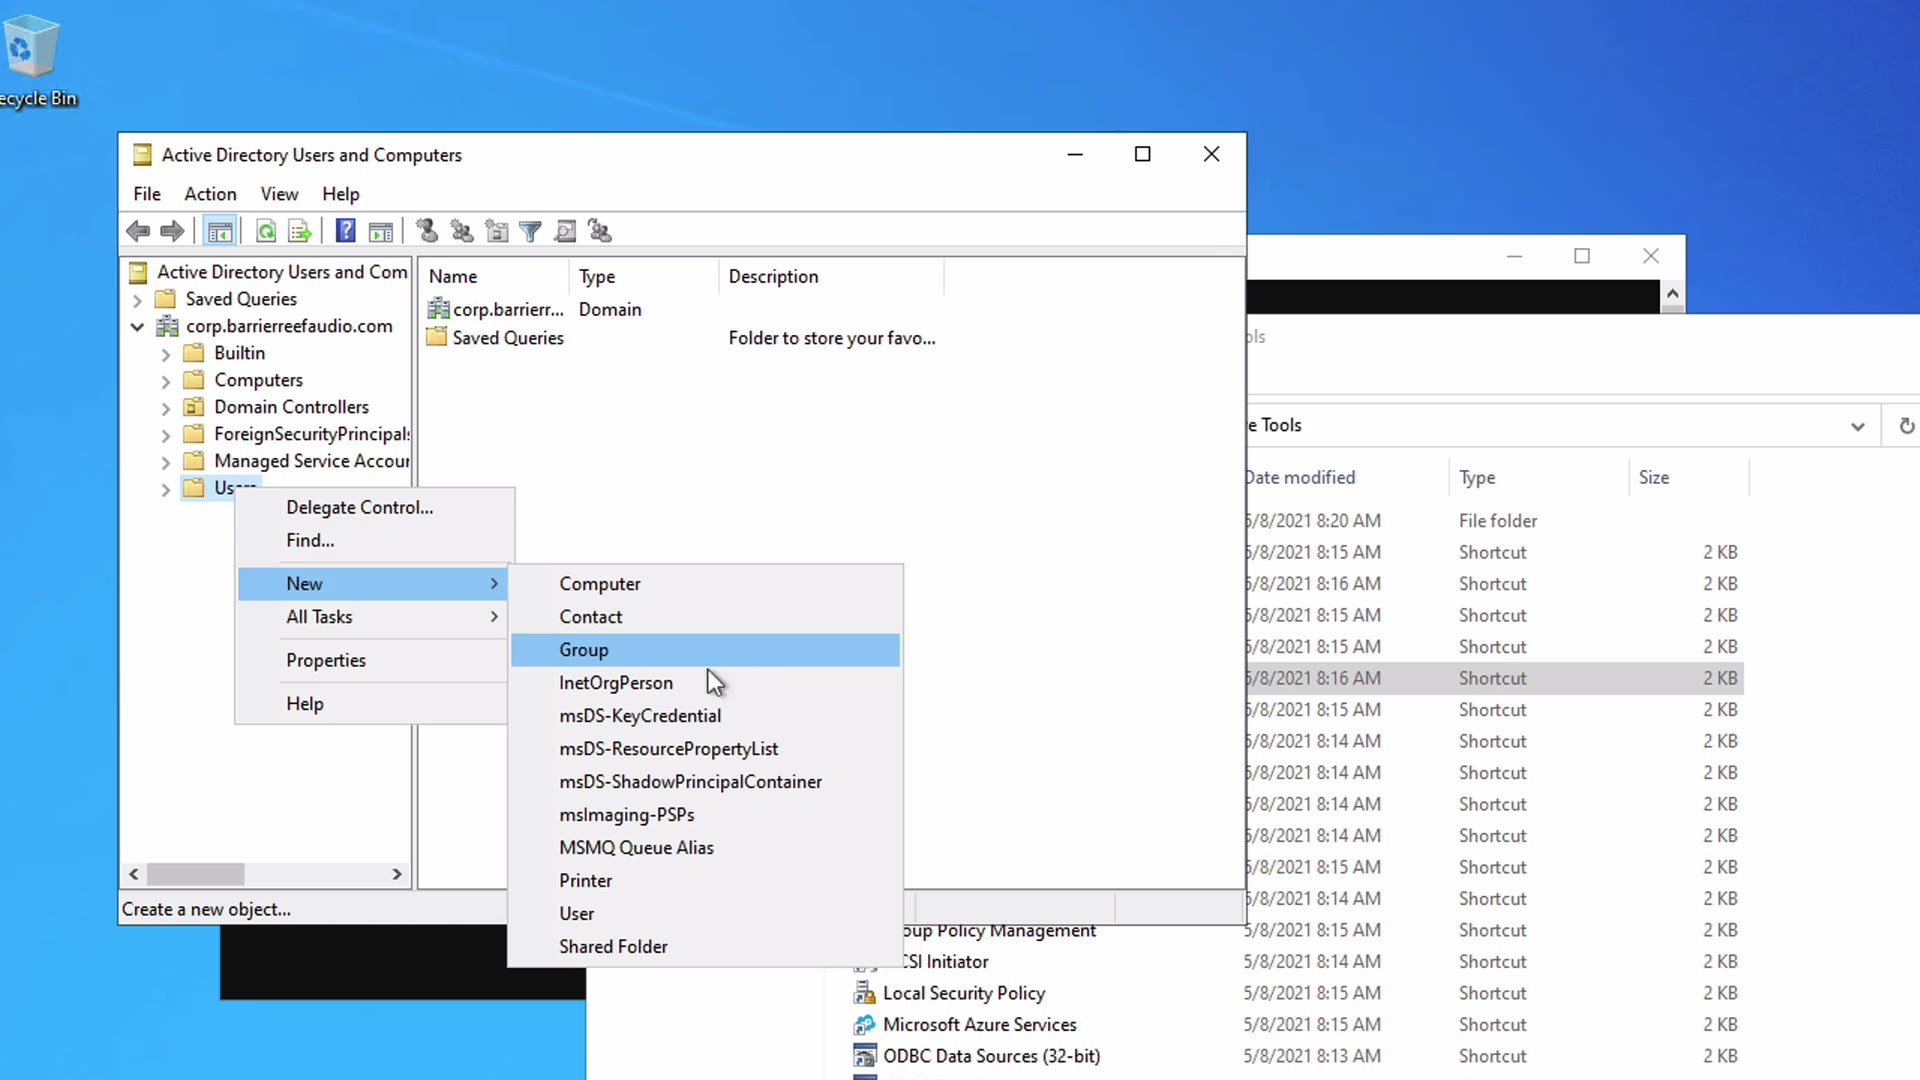 ecycle Bin
Active Directory Users and Computers
File Action View Help
Active Directory Users and Com
Saved Queries
corp.barrierreefaudio.com
Builtin
Computers
Domain Controllers
ForeignSecurityPrincipals
Managed Service Accoun
Users
Name Type Description
corp.barrierr... Domain
Saved Queries Folder to store your favo...
Delegate Control...
Find...
New
All Tasks
Properties
Help
Computer
Contact
Group
InetOrgPerson
msDS-KeyCredential
msDS-ResourcePropertyList
msDS-ShadowPrincipalContainer
msImaging-PSPs
MSMQ Queue Alias
Printer
User
Shared Folder
Create a new object...
ols
e Tools
Date modified Type Size
5/8/2021 8:20 AM File folder
5/8/2021 8:15 AM Shortcut 2 KB
5/8/2021 8:16 AM Shortcut 2 KB
5/8/2021 8:15 AM Shortcut 2 KB
5/8/2021 8:15 AM Shortcut 2 KB
5/8/2021 8:16 AM Shortcut 2 KB
5/8/2021 8:15 AM Shortcut 2 KB
5/8/2021 8:14 AM Shortcut 2 KB
5/8/2021 8:14 AM Shortcut 2 KB
5/8/2021 8:14 AM Shortcut 2 KB
5/8/2021 8:14 AM Shortcut 2 KB
5/8/2021 8:15 AM Shortcut 2 KB
5/8/2021 8:14 AM Shortcut 2 KB
oup Policy Management 5/8/2021 8:15 AM Shortcut 2 KB
CSI Initiator 5/8/2021 8:14 AM Shortcut 2 KB
Local Security Policy 5/8/2021 8:15 AM Shortcut 2 KB
Microsoft Azure Services 5/8/2021 8:15 AM Shortcut 2 KB
ODBC Data Sources (32-bit) 5/8/2021 8:13 AM Shortcut 2 KB